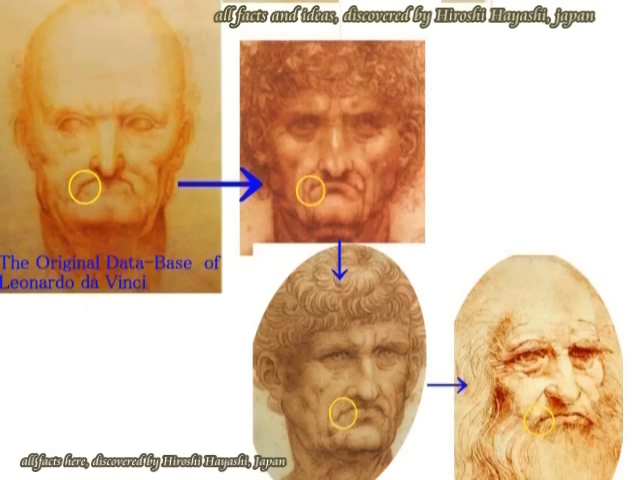 all facts and ideas, discovered by Hiroshi Hayashi, japan
The Original Data-Base of
Leonardo da Vinci
all facts here, discovered by Hiroshi Hayashi, Japan